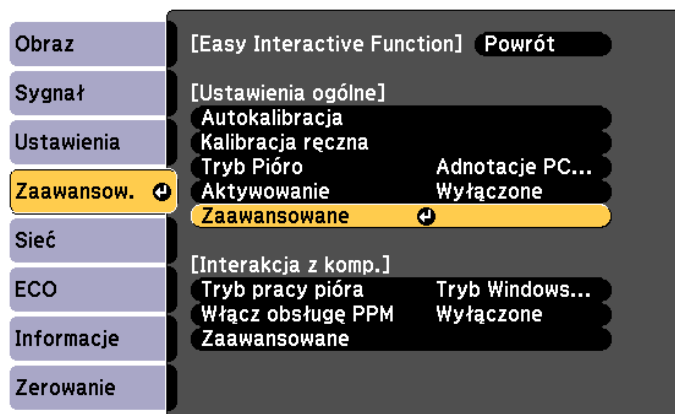 Obraz
Sygnał
Ustawienia
Zaawansow.
Sieć
ECO
Informacje
Zerowanie
[Easy Interactive Function] Powrót
[Ustawienia ogólne]
Autokalibracja
Kalibracja ręczna
Tryb Pióro Adnotacje PC...
Aktywowanie Wyłączone
Zaawansowane
[Interakcja z komp.]
Tryb pracy pióra Tryb Windows...
Włącz obsługę PPM Wyłączone
Zaawansowane